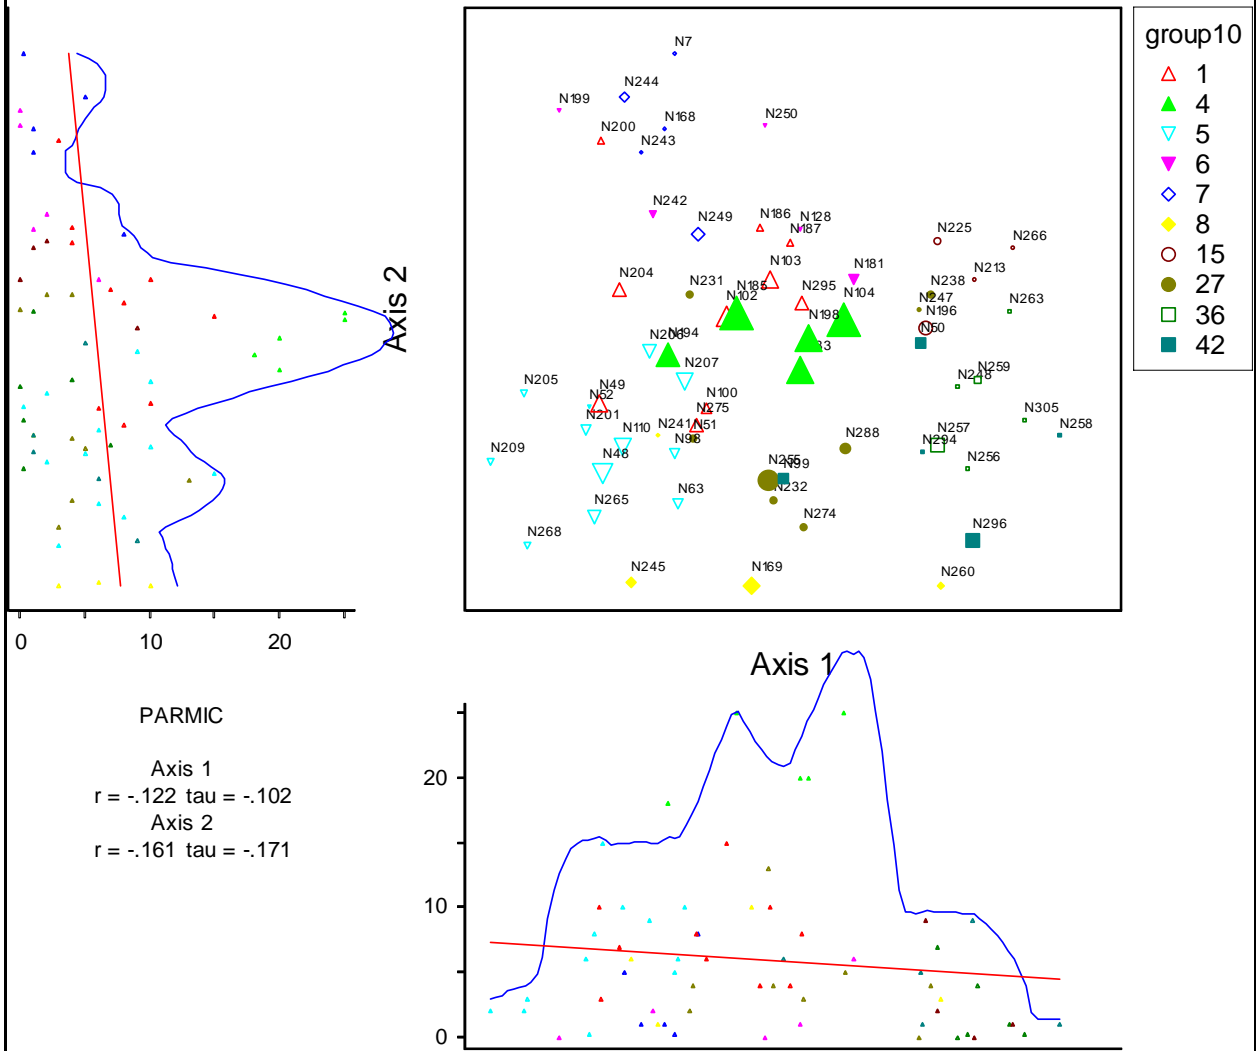 group10
1
4
5
6
7
8
15
27
36
42
N7
N244
N199
N168
N250
N200
N243
N242
N249
N186
N128
N187
N225
N266
N103
N181
N213
N204
N231
N185
N238
N102
N295
N104
N247
N263
N198
N196
N50
N206
N194
N207
N259
N248
N205
N49
N52
N100
N275
N305
N201
N110
N241
N51
N98
N288
N257
N294
N258
N209
N48
N255
N99
N256
N265
N63
N232
N274
N268
N296
N245
N169
N260
Axis 2
0
10
20
Axis 1
PARMIC
Axis 1
r = -.122 tau = -.102
Axis 2
r = -.161 tau = -.171
20
10
0